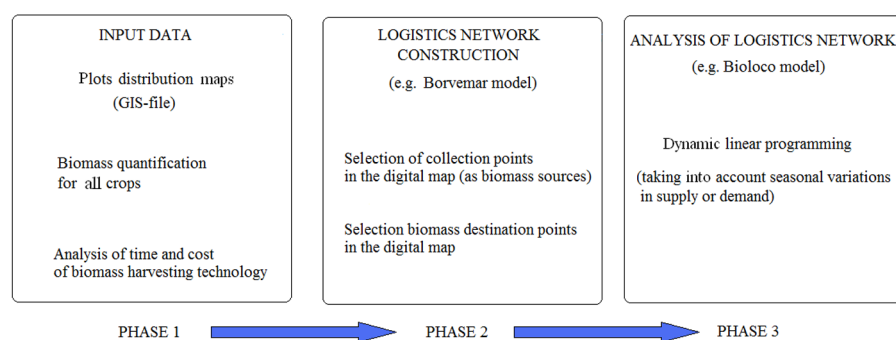 INPUT DATA
Plots distribution maps
(GIS-file)
Biomass quantification
for all crops
Analysis of time and cost
of biomass harvesting technology
LOGISTICS NETWORK
CONSTRUCTION
(e.g. Borvemar model)
Selection of collection points
in the digital map (as biomass sources)
Selection biomass destination points
in the digital map
ANALYSIS OF LOGISTICS NETWORK
(e.g. Bioloco model)
Dynamic linear programming
(taking into account seasonal variations
in supply or demand)
PHASE 1
PHASE 2
PHASE 3